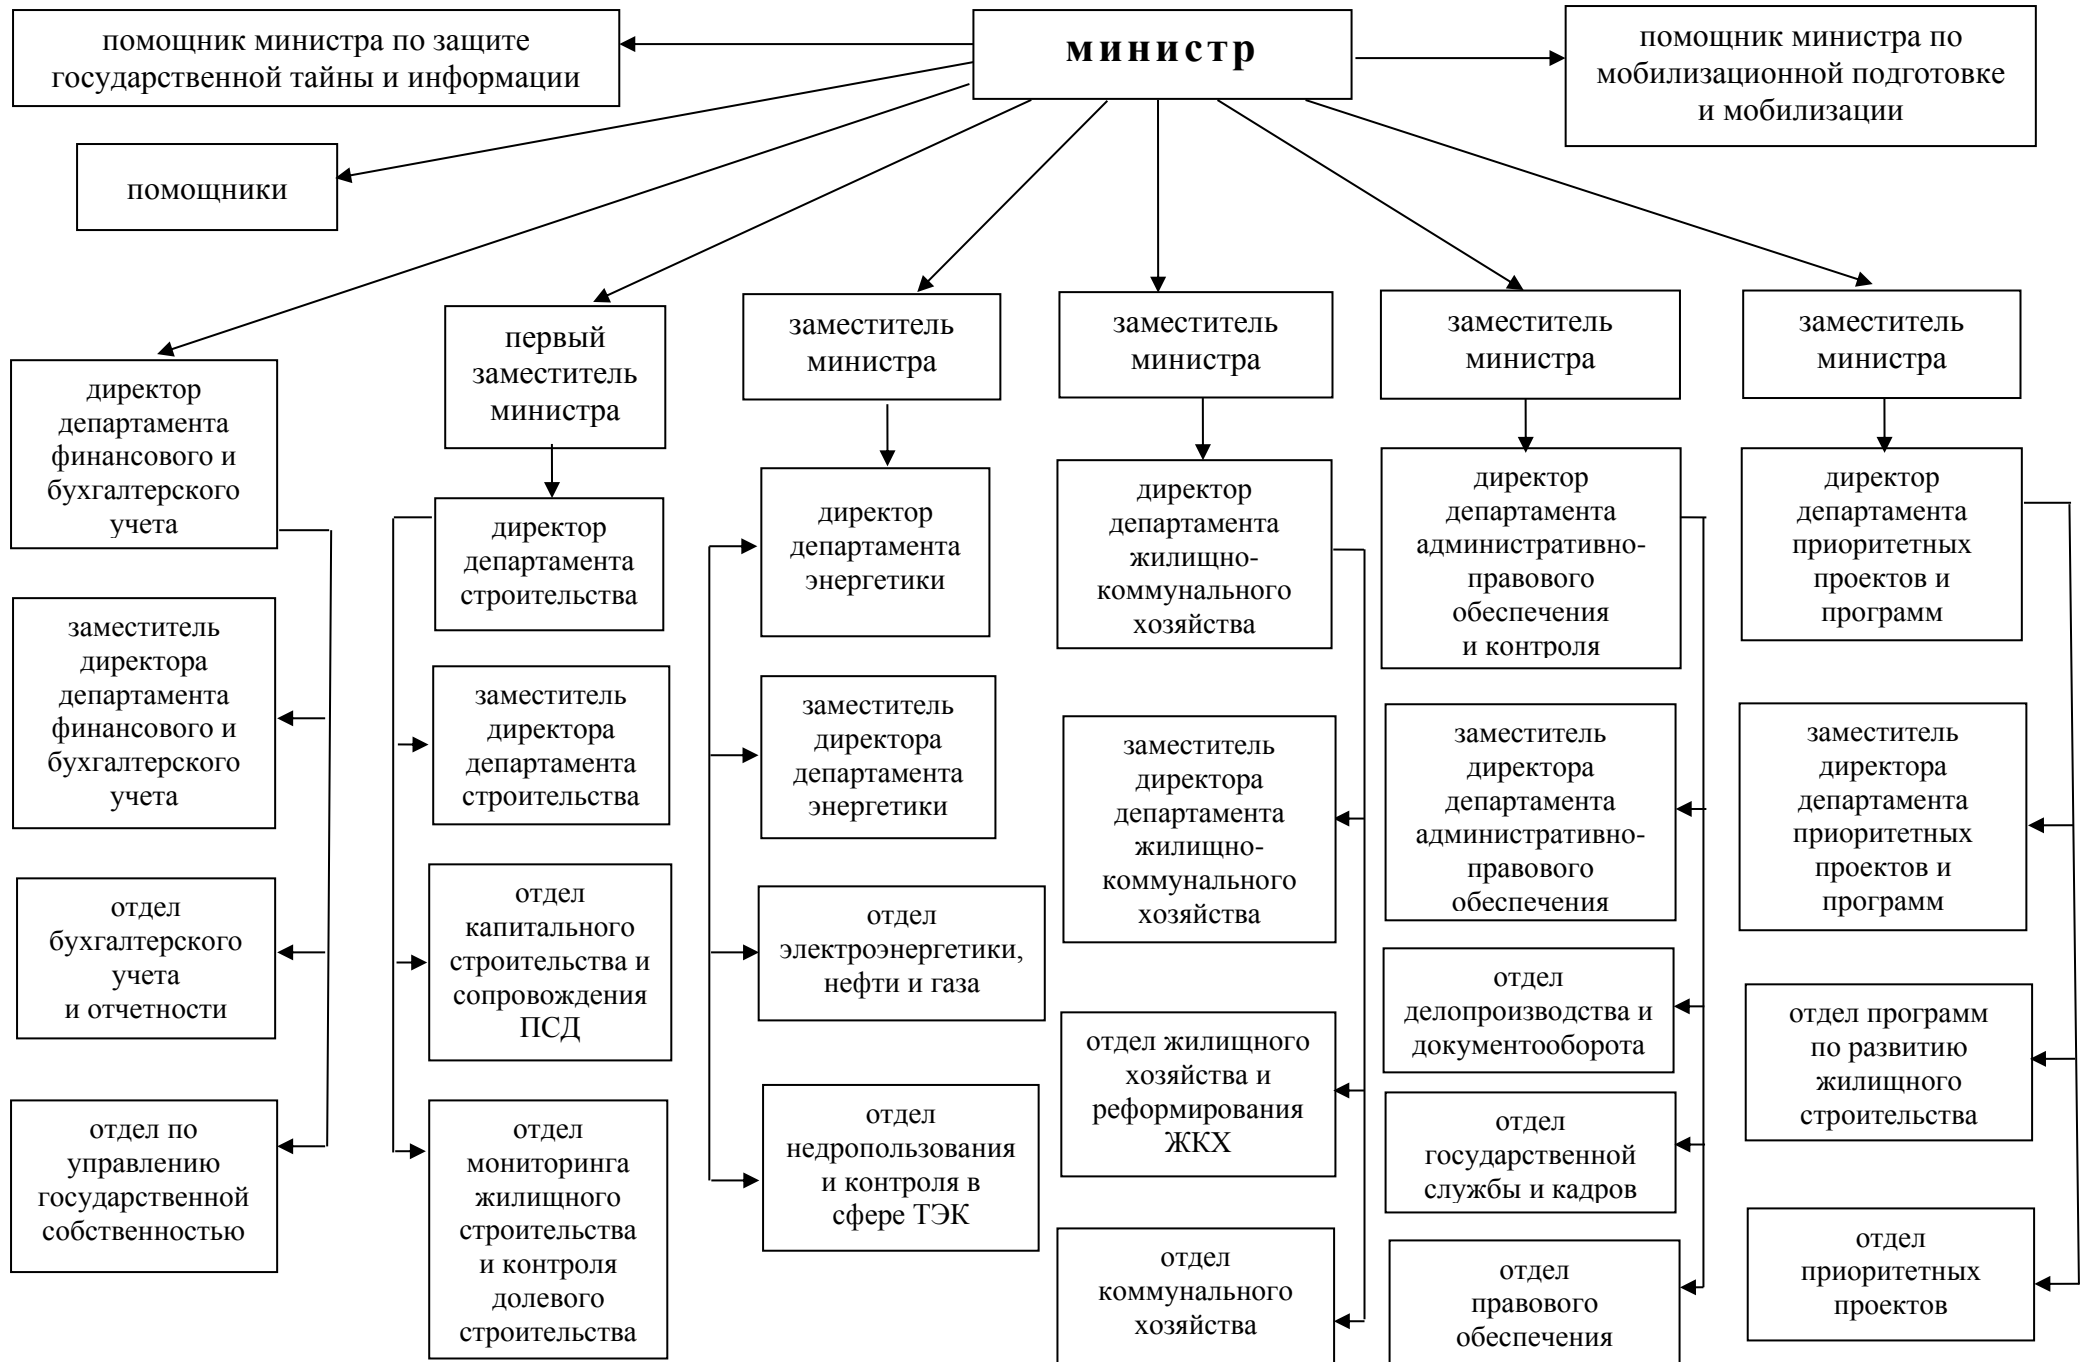 помощник министра по защите
государственной тайны и информации
министр
помощник министра по
мобилизационной подготовке
и мобилизации
помощники
директор
департамента
финансового и
бухгалтерского
учета
заместитель
директора
департамента
финансового и
бухгалтерского
учета
отдел
бухгалтерского
учета
и отчетности
отдел по
управлению
государственной
собственностью
первый
заместитель
министра
директор
департамента
строительства
заместитель
директора
департамента
строительства
отдел
капитального
строительства и
сопровождения
ПСД
отдел
мониторинга
жилищного
строительства
и контроля
долевого
строительства
заместитель
министра
директор
департамента
энергетики
заместитель
директора
департамента
энергетики
отдел
электроэнергетики,
нефти и газа
отдел
недропользования
и контроля в
сфере ТЭК
заместитель
министра
директор
департамента
жилищно-
коммунального
хозяйства
заместитель
директора
департамента
жилищно-
коммунального
хозяйства
отдел жилищного
хозяйства и
реформирования
ЖКХ
отдел
коммунального
хозяйства
заместитель
министра
директор
департамента
административно-
правового
обеспечения
и контроля
заместитель
директора
департамента
административно-
правового
обеспечения
отдел
делопроизводства и
документооборота
отдел
государственной
службы и кадров
отдел
правового
обеспечения
заместитель
министра
директор
департамента
приоритетных
проектов и
программ
заместитель
директора
департамента
приоритетных
проектов и
программ
отдел программ
по развитию
жилищного
строительства
отдел
приоритетных
проектов